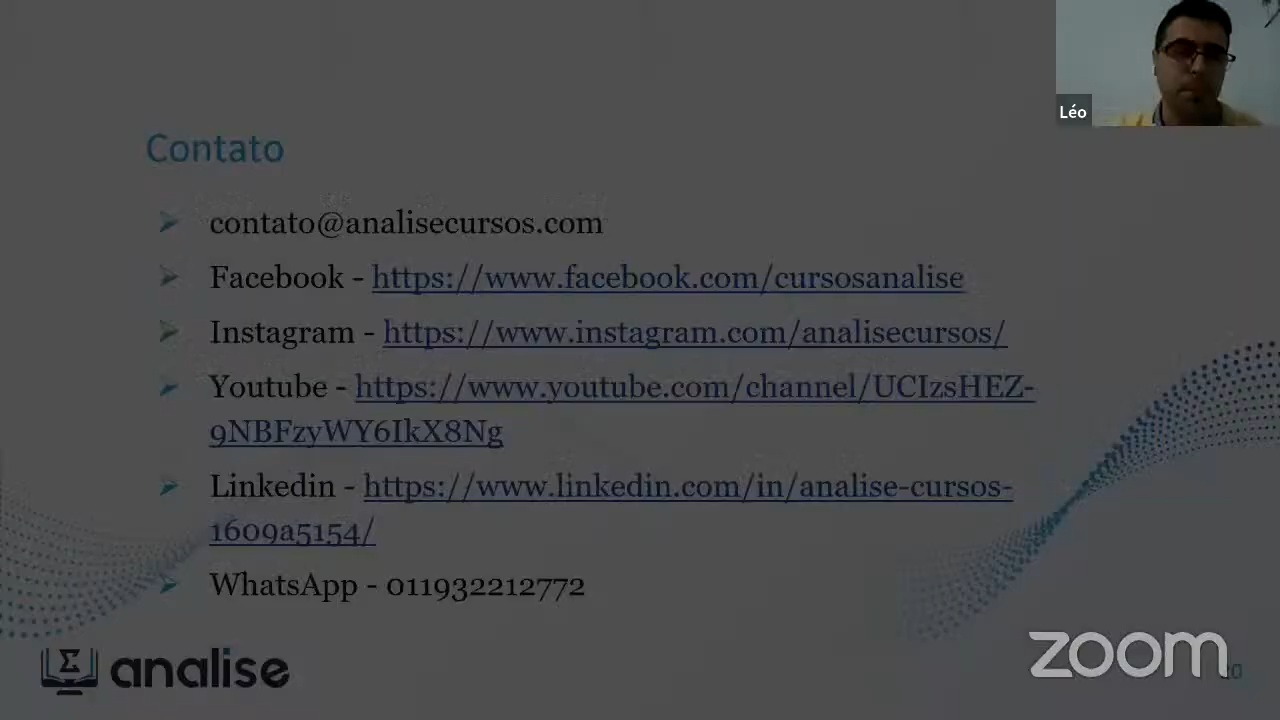 Léo
Contato
contato@analisecursos.com
Facebook - https://www.facebook.com/cursosanalise
Instagram - https://www.instagram.com/analisecursos/
Youtube - https://www.youtube.com/channel/UCIzsHEZ-
9NBFzyWY6IkX8Ng
Linkedin - https://www.linkedin.com/in/analise-cursos-
1609a5154/
WhatsApp - 011932212772
analise
zoom